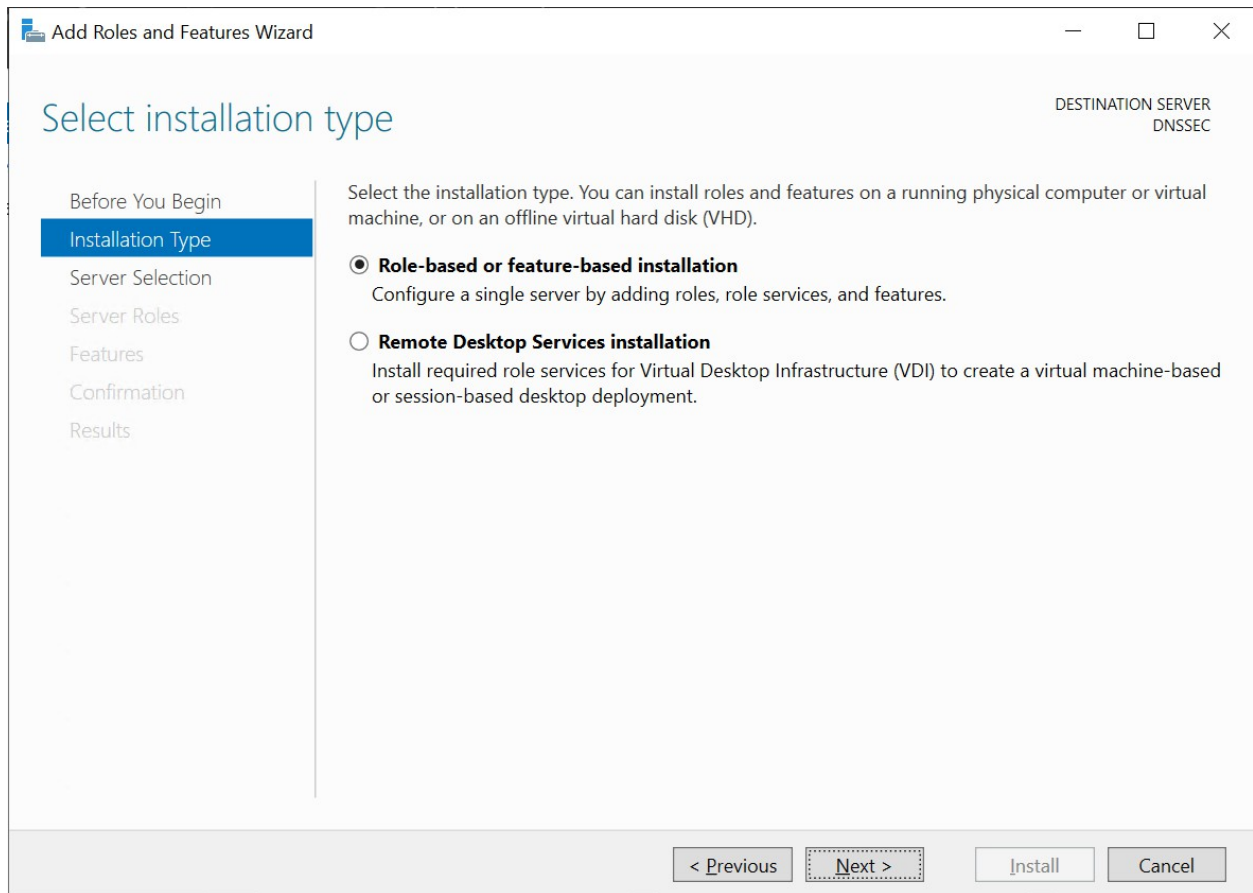 Add Roles and Features Wizard
Select installation type
DESTINATION SERVER
DNSSEC
Before You Begin
Installation Type
Server Selection
Server Roles
Features
Confirmation
Results
Select the installation type. You can install roles and features on a running physical computer or virtual
machine, or on an offline virtual hard disk (VHD).
Role-based or feature-based installation
Configure a single server by adding roles, role services, and features.
Remote Desktop Services installation
Install required role services for Virtual Desktop Infrastructure (VDI) to create a virtual machine-based
or session-based desktop deployment.
< Previous
Next >
Install
Cancel